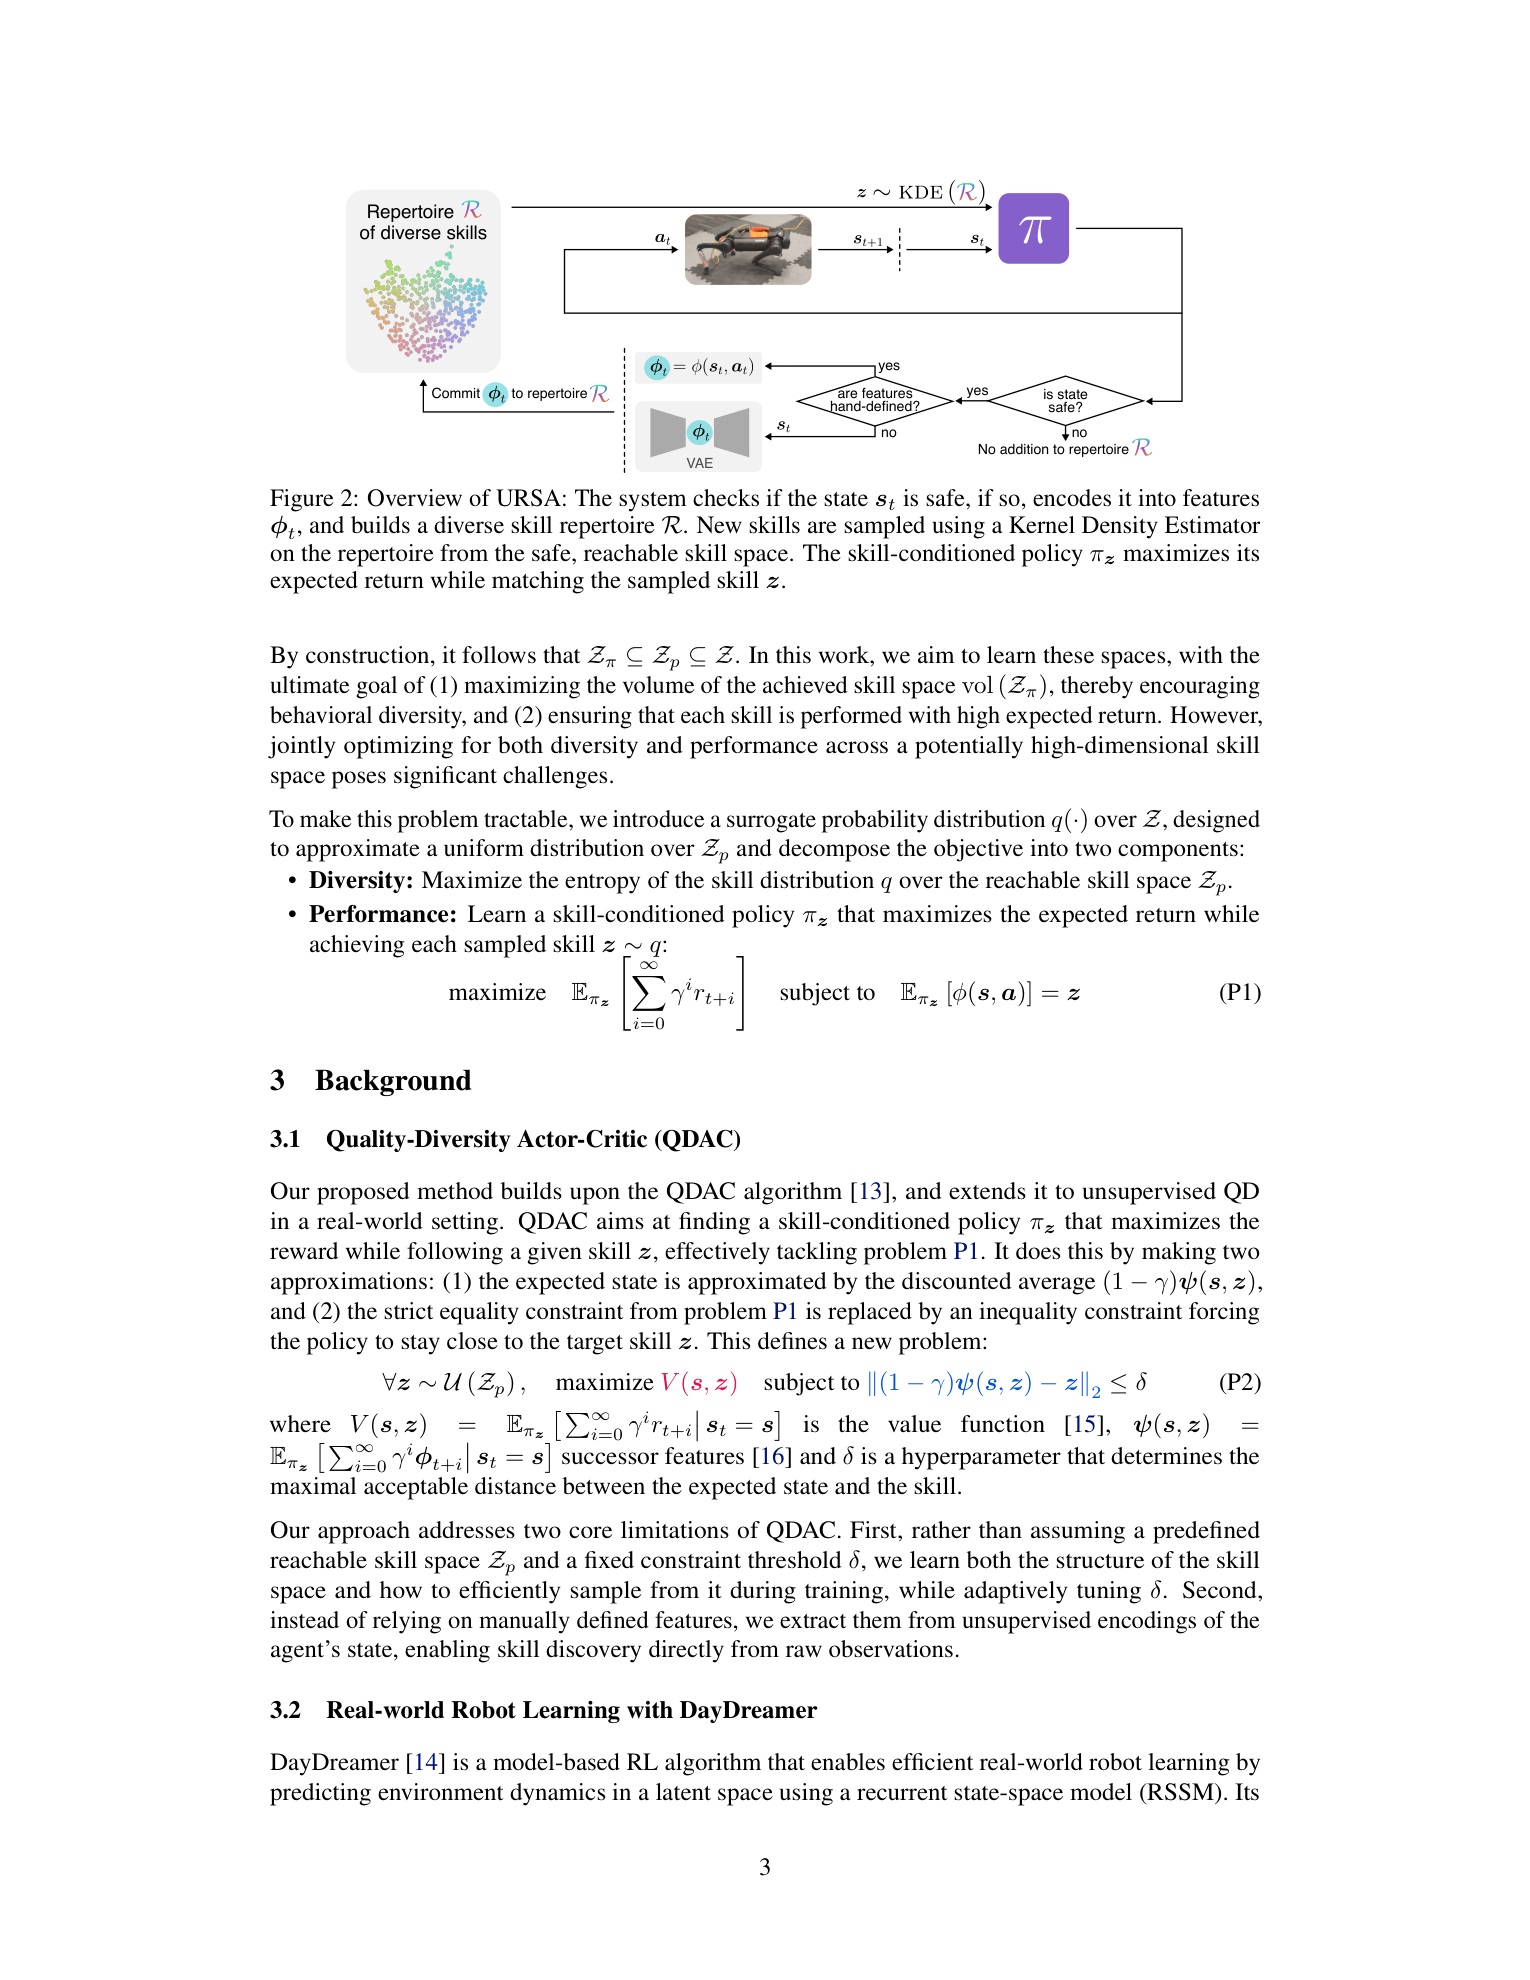 Repertoire ℛ
of diverse skills
z ∼ KDE (ℛ)
a_t
s_{t+1}
s_t
π
ϕ_t = ϕ(s_t, a_t)
yes
are features
hand-defined?
yes
is state
safe?
Commit ϕ_t to repertoire ℛ
ϕ_t
s_t
no
no
VAE
No addition to repertoire ℛ
Figure 2: Overview of URSA: The system checks if the state s_t is safe, if so, encodes it into features
ϕ_t, and builds a diverse skill repertoire ℛ. New skills are sampled using a Kernel Density Estimator
on the repertoire from the safe, reachable skill space. The skill-conditioned policy π_z maximizes its
expected return while matching the sampled skill z.
By construction, it follows that 𝒵_π ⊆ 𝒵_p ⊆ 𝒵. In this work, we aim to learn these spaces, with the
ultimate goal of (1) maximizing the volume of the achieved skill space vol (𝒵_π), thereby encouraging
behavioral diversity, and (2) ensuring that each skill is performed with high expected return. However,
jointly optimizing for both diversity and performance across a potentially high-dimensional skill
space poses significant challenges.
To make this problem tractable, we introduce a surrogate probability distribution q(·) over 𝒵, designed
to approximate a uniform distribution over 𝒵_p and decompose the objective into two components:
• Diversity: Maximize the entropy of the skill distribution q over the reachable skill space 𝒵_p.
• Performance: Learn a skill-conditioned policy π_z that maximizes the expected return while
achieving each sampled skill z ∼ q:
maximize 𝔼_{π_z} [∑_{i=0}^{∞} γ^i r_{t+i}] subject to 𝔼_{π_z} [ϕ(s, a)] = z (P1)
3 Background
3.1 Quality-Diversity Actor-Critic (QDAC)
Our proposed method builds upon the QDAC algorithm [13], and extends it to unsupervised QD
in a real-world setting. QDAC aims at finding a skill-conditioned policy π_z that maximizes the
reward while following a given skill z, effectively tackling problem P1. It does this by making two
approximations: (1) the expected state is approximated by the discounted average (1 − γ)ψ(s, z),
and (2) the strict equality constraint from problem P1 is replaced by an inequality constraint forcing
the policy to stay close to the target skill z. This defines a new problem:
∀z ∼ 𝒰 (𝒵_p), maximize V(s, z) subject to ‖(1 − γ)ψ(s, z) − z‖_2 ≤ δ (P2)
where V(s, z) = 𝔼_{π_z} [∑_{i=0}^{∞} γ^i r_{t+i} | s_t = s] is the value function [15], ψ(s, z) =
𝔼_{π_z} [∑_{i=0}^{∞} γ^i ϕ_{t+i} | s_t = s] successor features [16] and δ is a hyperparameter that determines the
maximal acceptable distance between the expected state and the skill.
Our approach addresses two core limitations of QDAC. First, rather than assuming a predefined
reachable skill space 𝒵_p and a fixed constraint threshold δ, we learn both the structure of the skill
space and how to efficiently sample from it during training, while adaptively tuning δ. Second,
instead of relying on manually defined features, we extract them from unsupervised encodings of the
agent's state, enabling skill discovery directly from raw observations.
3.2 Real-world Robot Learning with DayDreamer
DayDreamer [14] is a model-based RL algorithm that enables efficient real-world robot learning by
predicting environment dynamics in a latent space using a recurrent state-space model (RSSM). Its
3